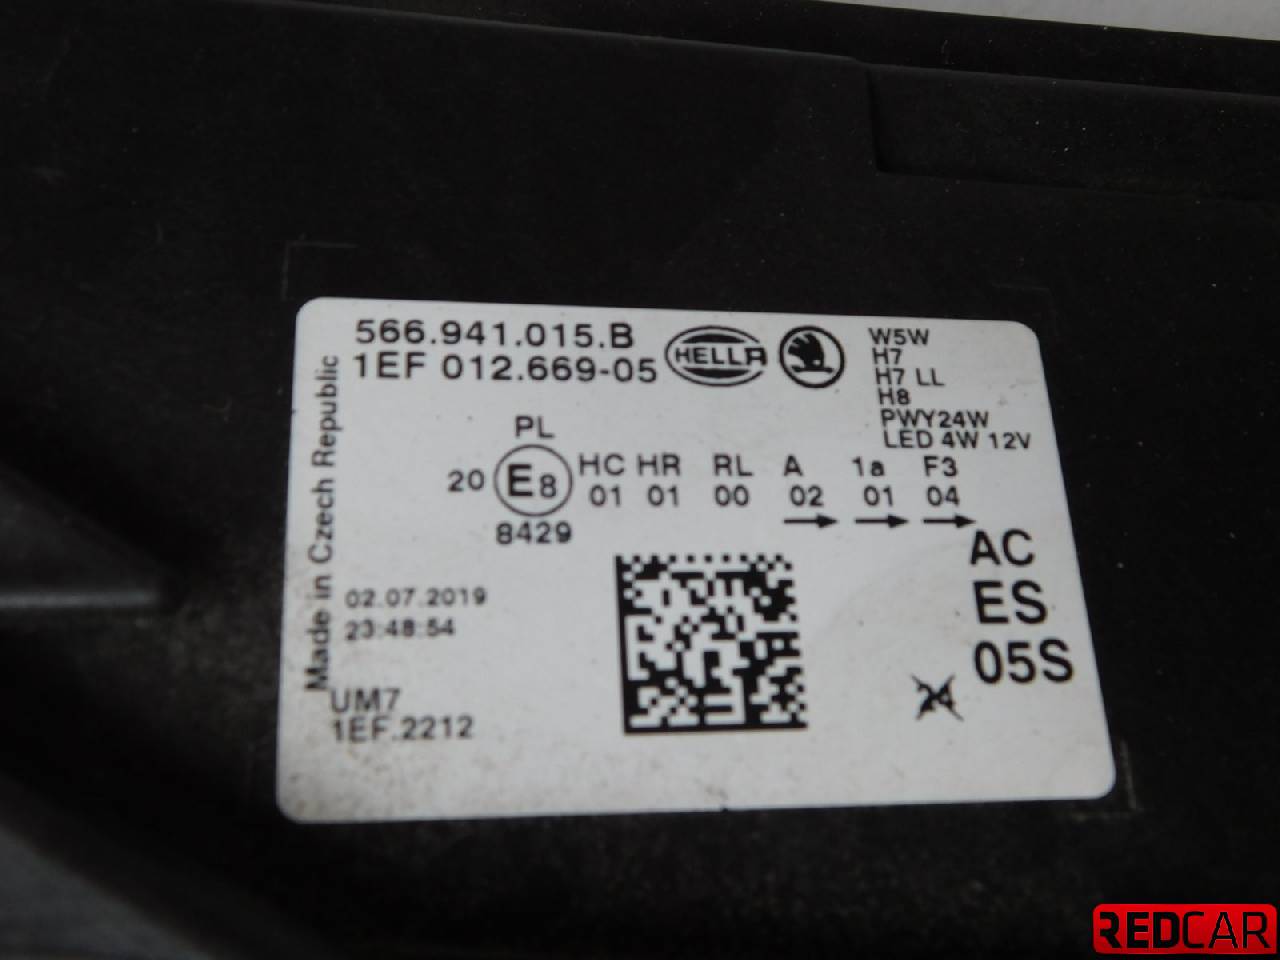 566.941.015.B
1EF 012.669-05
HELLA
W5W
H7
H7 LL
H8
PWY24W
LED 4W 12V
Made in Czech Republic
PL
20 E8
8429
HC HR RL A 1a F3
01 01 00 02 01 04
AC
ES
05S
02.07.2019
23:48:54
24
UM7
1EF.2212
REDCAR